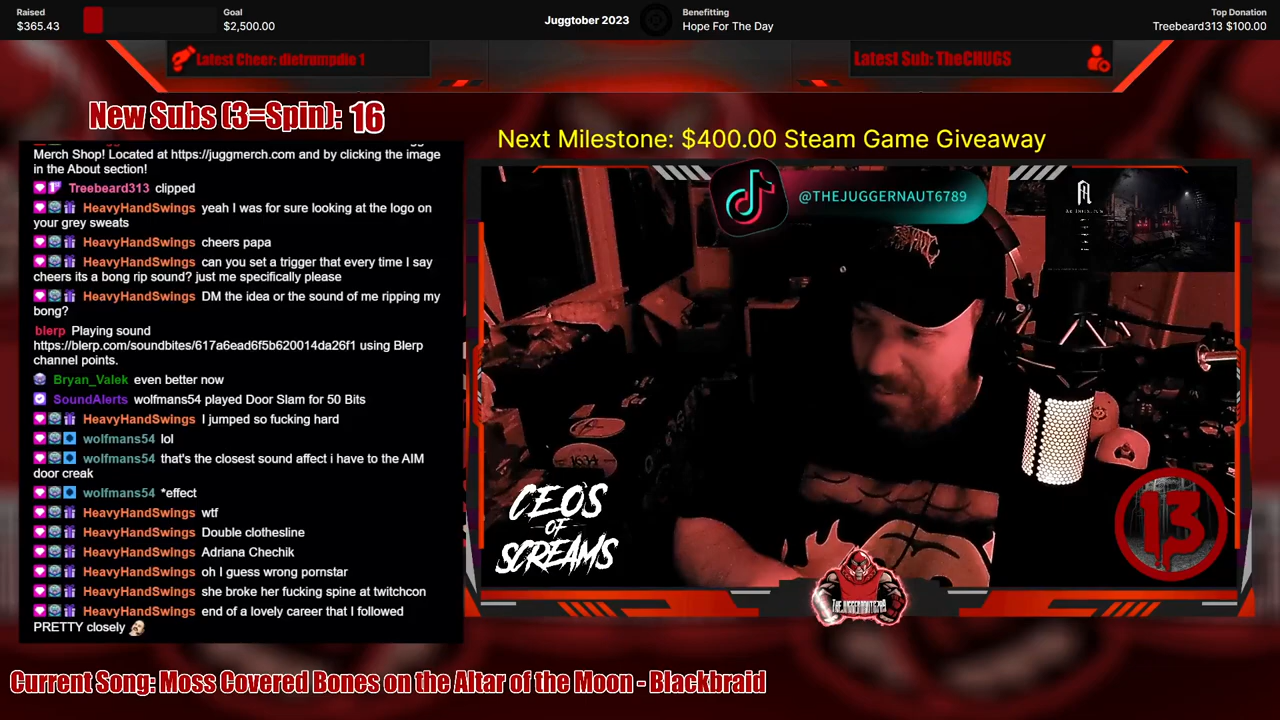 Raised
$365.43
Goal
$2,500.00
Juggtober 2023
Benefitting
Hope For The Day
Top Donation
Treebeard313 $100.00
Latest Cheer: dietrumpdie 1
Latest Sub: TheCHUGS
New Subs (3=Spin): 16
Next Milestone: $400.00 Steam Game Giveaway
Merch Shop! Located at https://juggmerch.com and by clicking the image
in the About section!
Treebeard313 clipped
HeavyHandSwings yeah I was for sure looking at the logo on
your grey sweats
HeavyHandSwings cheers papa
HeavyHandSwings can you set a trigger that every time I say
cheers its a bong rip sound? just me specifically please
HeavyHandSwings DM the idea or the sound of me ripping my
bong?
blerp Playing sound
https://blerp.com/soundbites/617a6ead6f5b620014da26f1 using Blerp
channel points.
Bryan_Valek even better now
SoundAlerts wolfmans54 played Door Slam for 50 Bits
HeavyHandSwings I jumped so fucking hard
wolfmans54 lol
wolfmans54 that's the closest sound affect i have to the AIM
door creak
wolfmans54 *effect
HeavyHandSwings wtf
HeavyHandSwings Double clothesline
HeavyHandSwings Adriana Chechik
HeavyHandSwings oh I guess wrong pornstar
HeavyHandSwings she broke her fucking spine at twitchcon
HeavyHandSwings end of a lovely career that I followed
PRETTY closely
@THEJUGGERNAUT6789
1634
CEO'S
OF
SCREAMS
13
THEJUGGERNAUT6789
Current Song: Moss Covered Bones on the Altar of the Moon - Blackbraid